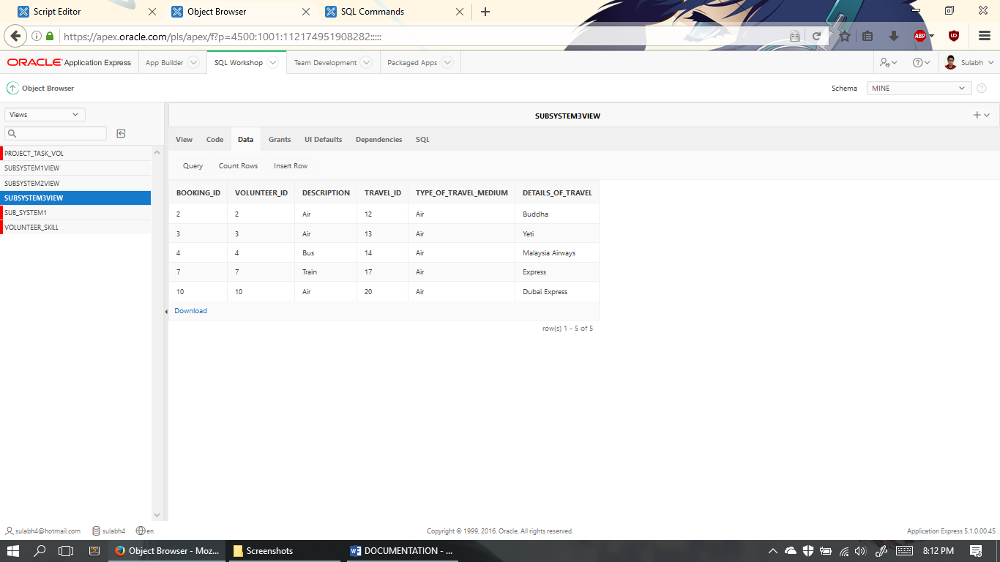 Script Editor Object Browser SQL Commands
https://apex.oracle.com/pls/apex/f?p=4500:1001:112174951908282:::::
ABP
ORACLE Application Express App Builder SQL Workshop Team Development Packaged Apps Sulabh
Object Browser Schema MINE
Views
SUBSYSTEM3VIEW
View Code Data Grants UI Defaults Dependencies SQL
PROJECT_TASK_VOL
SUBSYSTEM1VIEW
SUBSYSTEM2VIEW
SUBSYSTEM3VIEW
SUB_SYSTEM1
VOLUNTEER_SKILL
Query Count Rows Insert Row
BOOKING_ID VOLUNTEER_ID DESCRIPTION TRAVEL_ID TYPE_OF_TRAVEL_MEDIUM DETAILS_OF_TRAVEL
2 2 Air 12 Air Buddha
3 3 Air 13 Air Yeti
4 4 Bus 14 Air Malaysia Airways
7 7 Train 17 Air Express
10 10 Air 20 Air Dubai Express
Download
row(s) 1 - 5 of 5
sulabh4@hotmail.com sulabh4 en Copyright © 1999, 2016, Oracle. All rights reserved. Application Express 5.1.0.00.45
Object Browser - Moz... Screenshots DOCUMENTATION - ... 8:12 PM